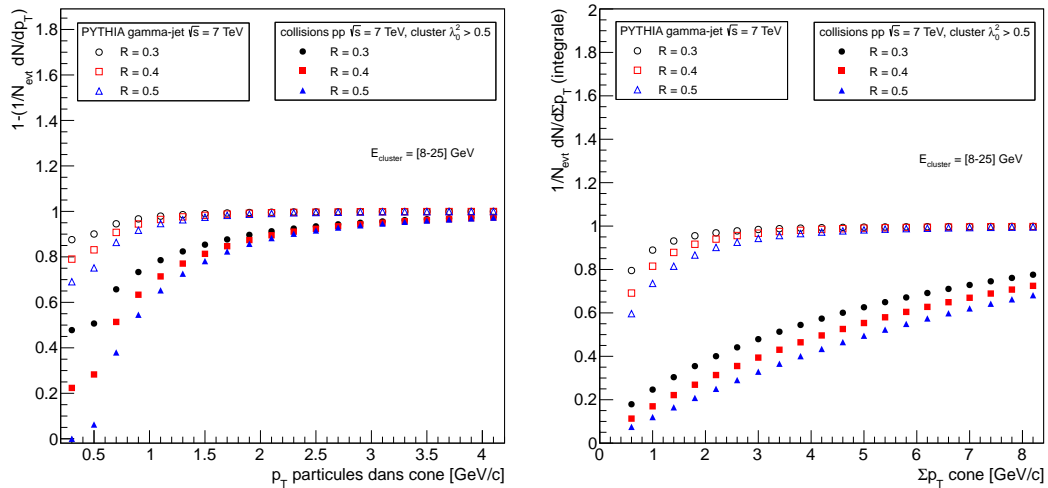 1-(1/N_evt dN/dp_T)
1.8
1.6
1.4
1.2
1
0.8
0.6
0.4
0.2
0
PYTHIA gamma-jet √s = 7 TeV
R = 0.3
R = 0.4
R = 0.5
collisions pp √s = 7 TeV, cluster λ₀² > 0.5
R = 0.3
R = 0.4
R = 0.5
E_cluster = [8-25] GeV
0.5 1 1.5 2 2.5 3 3.5 4
p_T particules dans cone [GeV/c]
1/N_evt dN/dΣp_T (integrale)
2
1.8
1.6
1.4
1.2
1
0.8
0.6
0.4
0.2
0
PYTHIA gamma-jet √s = 7 TeV
R = 0.3
R = 0.4
R = 0.5
collisions pp √s = 7 TeV, cluster λ₀² > 0.5
R = 0.3
R = 0.4
R = 0.5
E_cluster = [8-25] GeV
0 1 2 3 4 5 6 7 8
Σp_T cone [GeV/c]